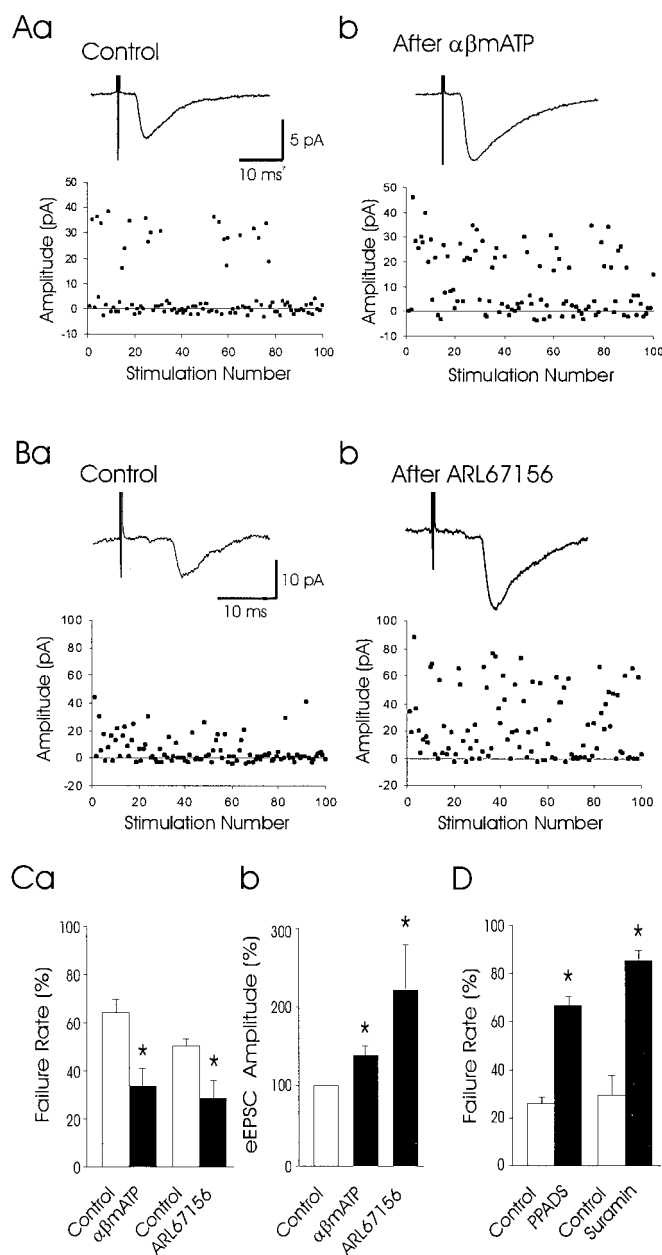 Aa
Control
b
After αβmATP
5 pA
10 ms
Amplitude (pA)
50
40
30
20
10
0
-10
0 20 40 60 80 100
Stimulation Number
Amplitude (pA)
50
40
30
20
10
0
-10
0 20 40 60 80 100
Stimulation Number
Ba
Control
b
After ARL67156
10 pA
10 ms
Amplitude (pA)
100
80
60
40
20
0
-20
0 20 40 60 80 100
Stimulation Number
Amplitude (pA)
100
80
60
40
20
0
-20
0 20 40 60 80 100
Stimulation Number
Ca
Failure Rate (%)
100
80
60
40
20
0
*
*
Control
αβmATP
Control
ARL67156
b
eEPSC Amplitude (%)
300
200
100
0
*
*
Control
αβmATP
ARL67156
D
Failure Rate (%)
100
80
60
40
20
0
*
*
Control
PPADS
Control
Suramin